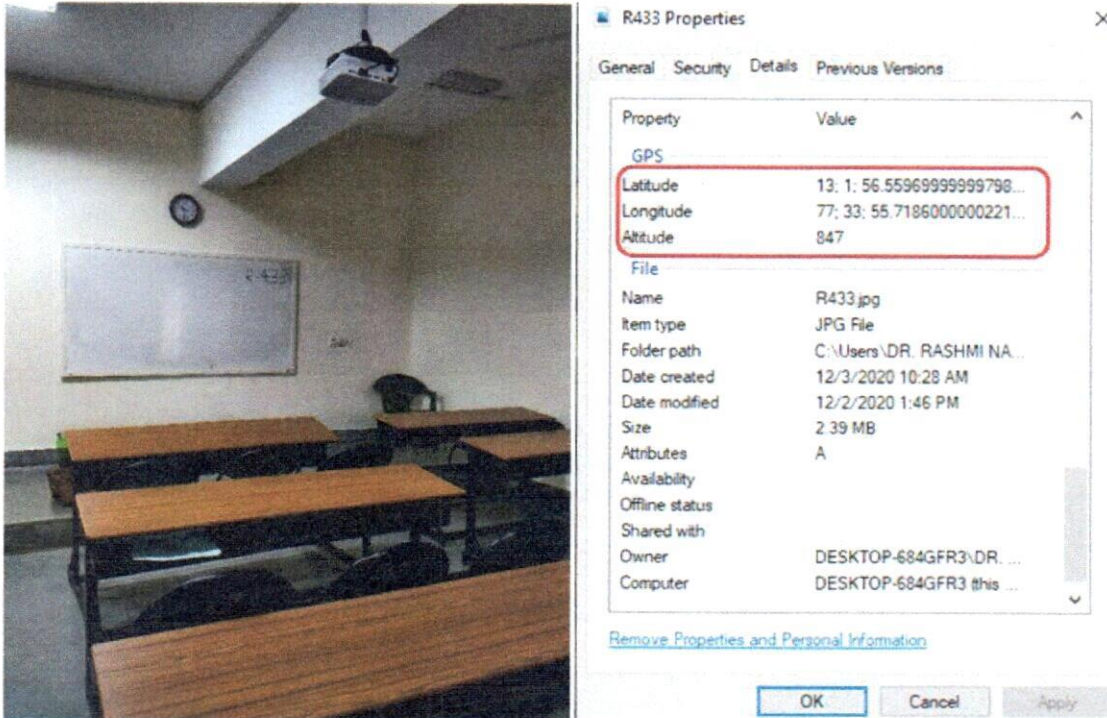 R-433
R433 Properties
General Security Details Previous Versions
Property Value
GPS
Latitude 13; 1; 56.55969999999798...
Longitude 77; 33; 55.7186000000221...
Altitude 847
File
Name R433.jpg
Item type JPG File
Folder path C:\Users\DR. RASHMI NA...
Date created 12/3/2020 10:28 AM
Date modified 12/2/2020 1:46 PM
Size 2.39 MB
Attributes A
Availability
Offline status
Shared with
Owner DESKTOP-684GFR3\DR. ...
Computer DESKTOP-684GFR3 (this ...
Remove Properties and Personal Information
OK Cancel Apply